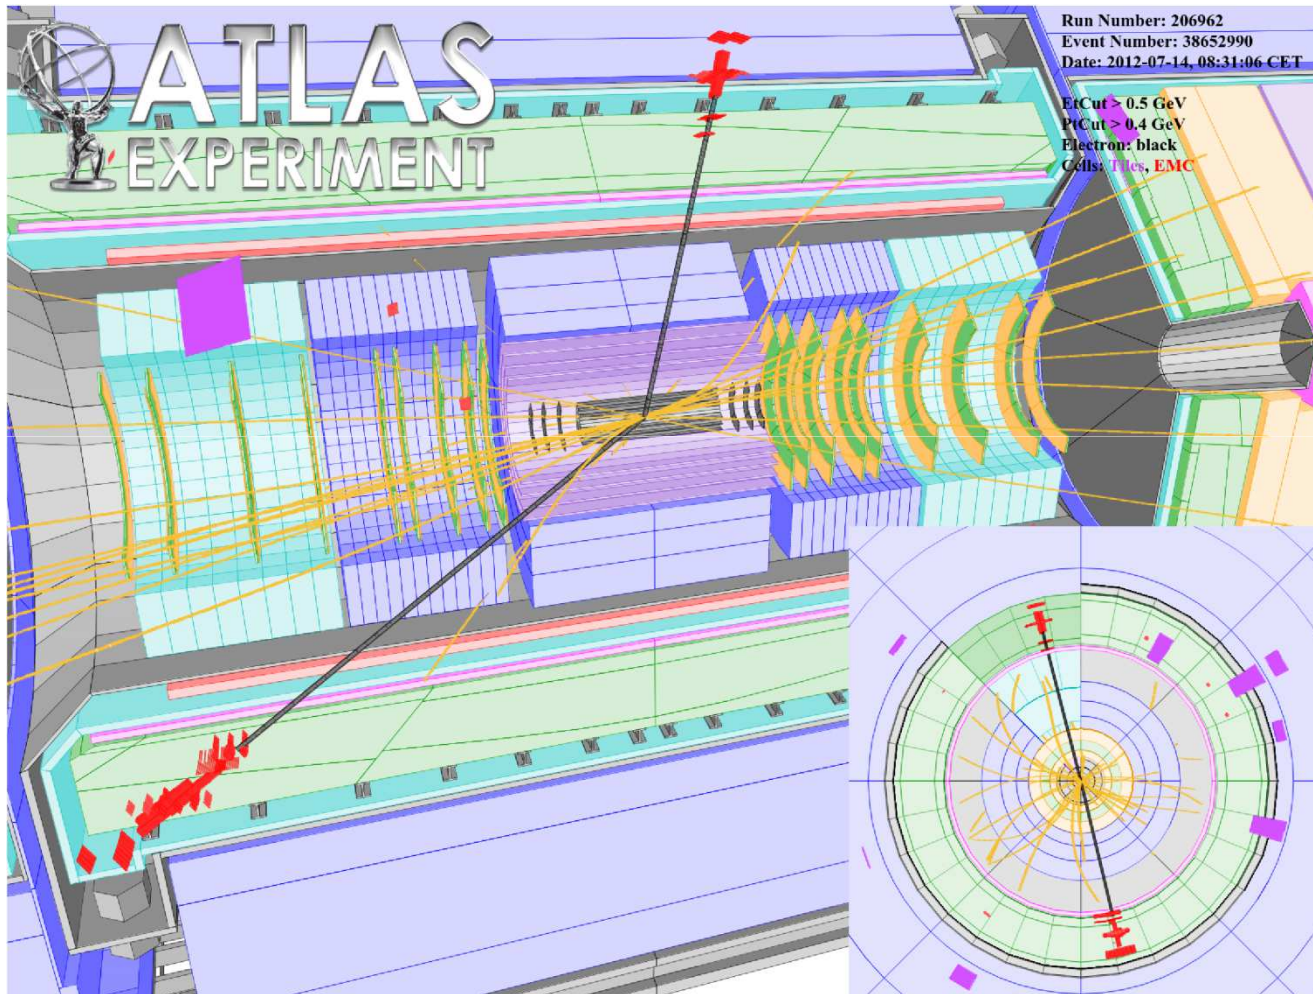 ATLAS
EXPERIMENT
Run Number: 206962
Event Number: 38652990
Date: 2012-07-14, 08:31:06 CET
EtCut > 0.5 GeV
PtCut > 0.4 GeV
Electron: black
Cells: Tiles, EMC